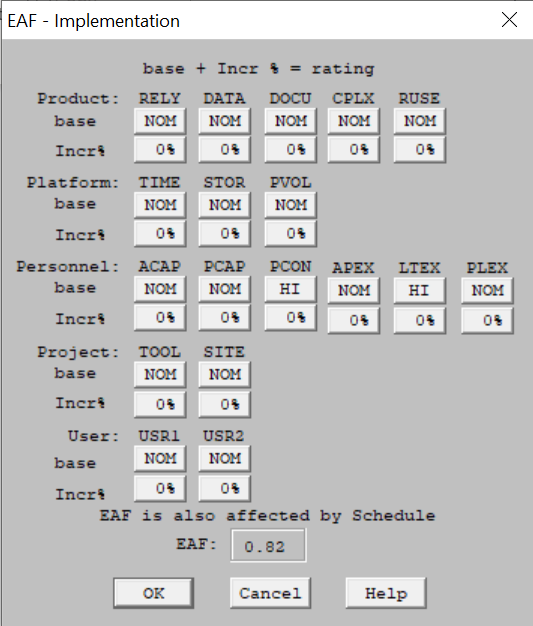 EAF - Implementation
base + Incr % = rating
Product: RELY DATA DOCU CPLX RUSE
base NOM NOM NOM NOM NOM
Incr% 0% 0% 0% 0% 0%
Platform: TIME STOR PVOL
base NOM NOM NOM
Incr% 0% 0% 0%
Personnel: ACAP PCAP PCON APEX LTEX PLEX
base NOM NOM HI NOM HI NOM
Incr% 0% 0% 0% 0% 0% 0%
Project: TOOL SITE
base NOM NOM
Incr% 0% 0%
User: USR1 USR2
base NOM NOM
Incr% 0% 0%
EAF is also affected by Schedule
EAF: 0.82
OK Cancel Help